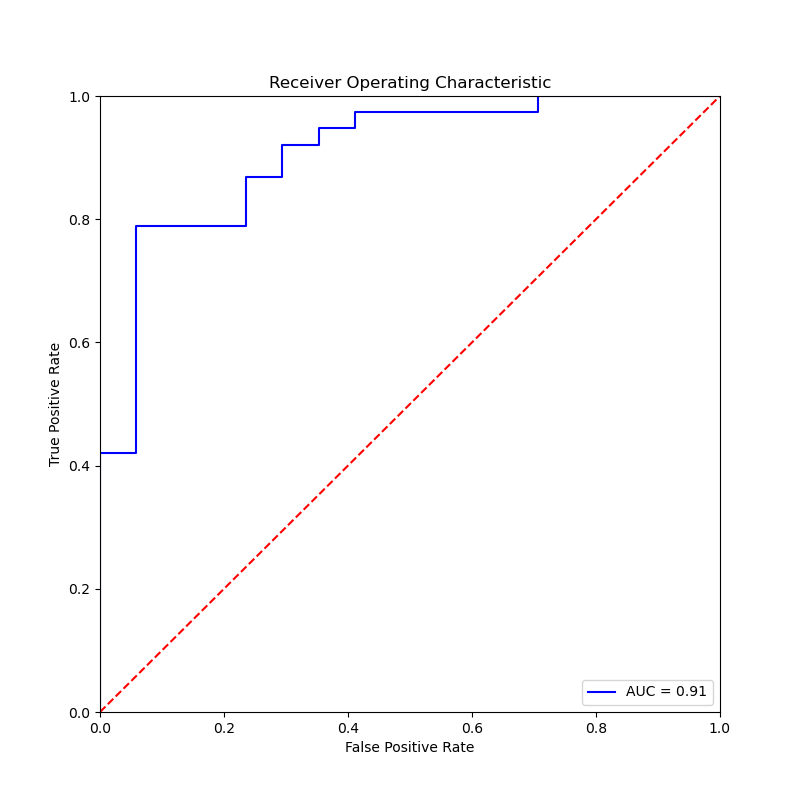 Receiver Operating Characteristic
1.0
0.8
0.6
0.4
0.2
0.0
True Positive Rate
AUC = 0.91
0.0 0.2 0.4 0.6 0.8 1.0
False Positive Rate